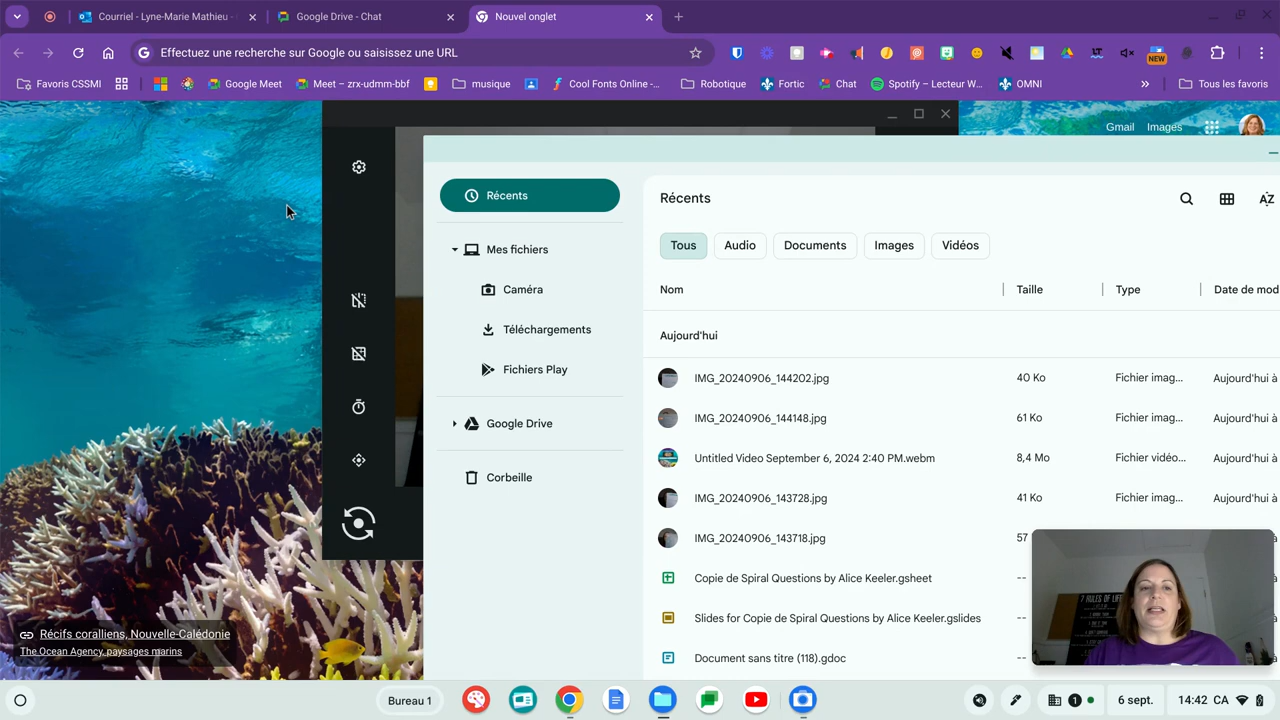 Courriel - Lyne-Marie Mathieu -
Google Drive - Chat
Nouvel onglet
Effectuez une recherche sur Google ou saisissez une URL
NEW
Favoris CSSMI
Google Meet
Meet – zrx-udmm-bbf
musique
Cool Fonts Online -...
Robotique
Fortic
Chat
Spotify – Lecteur W...
OMNI
Tous les favoris
Gmail
Images
Récents
Mes fichiers
Caméra
Téléchargements
Fichiers Play
Google Drive
Corbeille
Récents
AZ
Tous
Audio
Documents
Images
Vidéos
Nom
Taille
Type
Date de mod
Aujourd'hui
IMG_20240906_144202.jpg 40 Ko Fichier imag... Aujourd'hui à
IMG_20240906_144148.jpg 61 Ko Fichier imag... Aujourd'hui à
Untitled Video September 6, 2024 2:40 PM.webm 8,4 Mo Fichier vidéo... Aujourd'hui à
IMG_20240906_143728.jpg 41 Ko Fichier imag... Aujourd'hui à
IMG_20240906_143718.jpg 57
Copie de Spiral Questions by Alice Keeler.gsheet --
Slides for Copie de Spiral Questions by Alice Keeler.gslides --
Document sans titre (118).gdoc --
7 RULES OF LIFE
Récifs coralliens, Nouvelle-Calédonie
The Ocean Agency, paysages marins
Bureau 1
1
6 sept.
14:42 CA